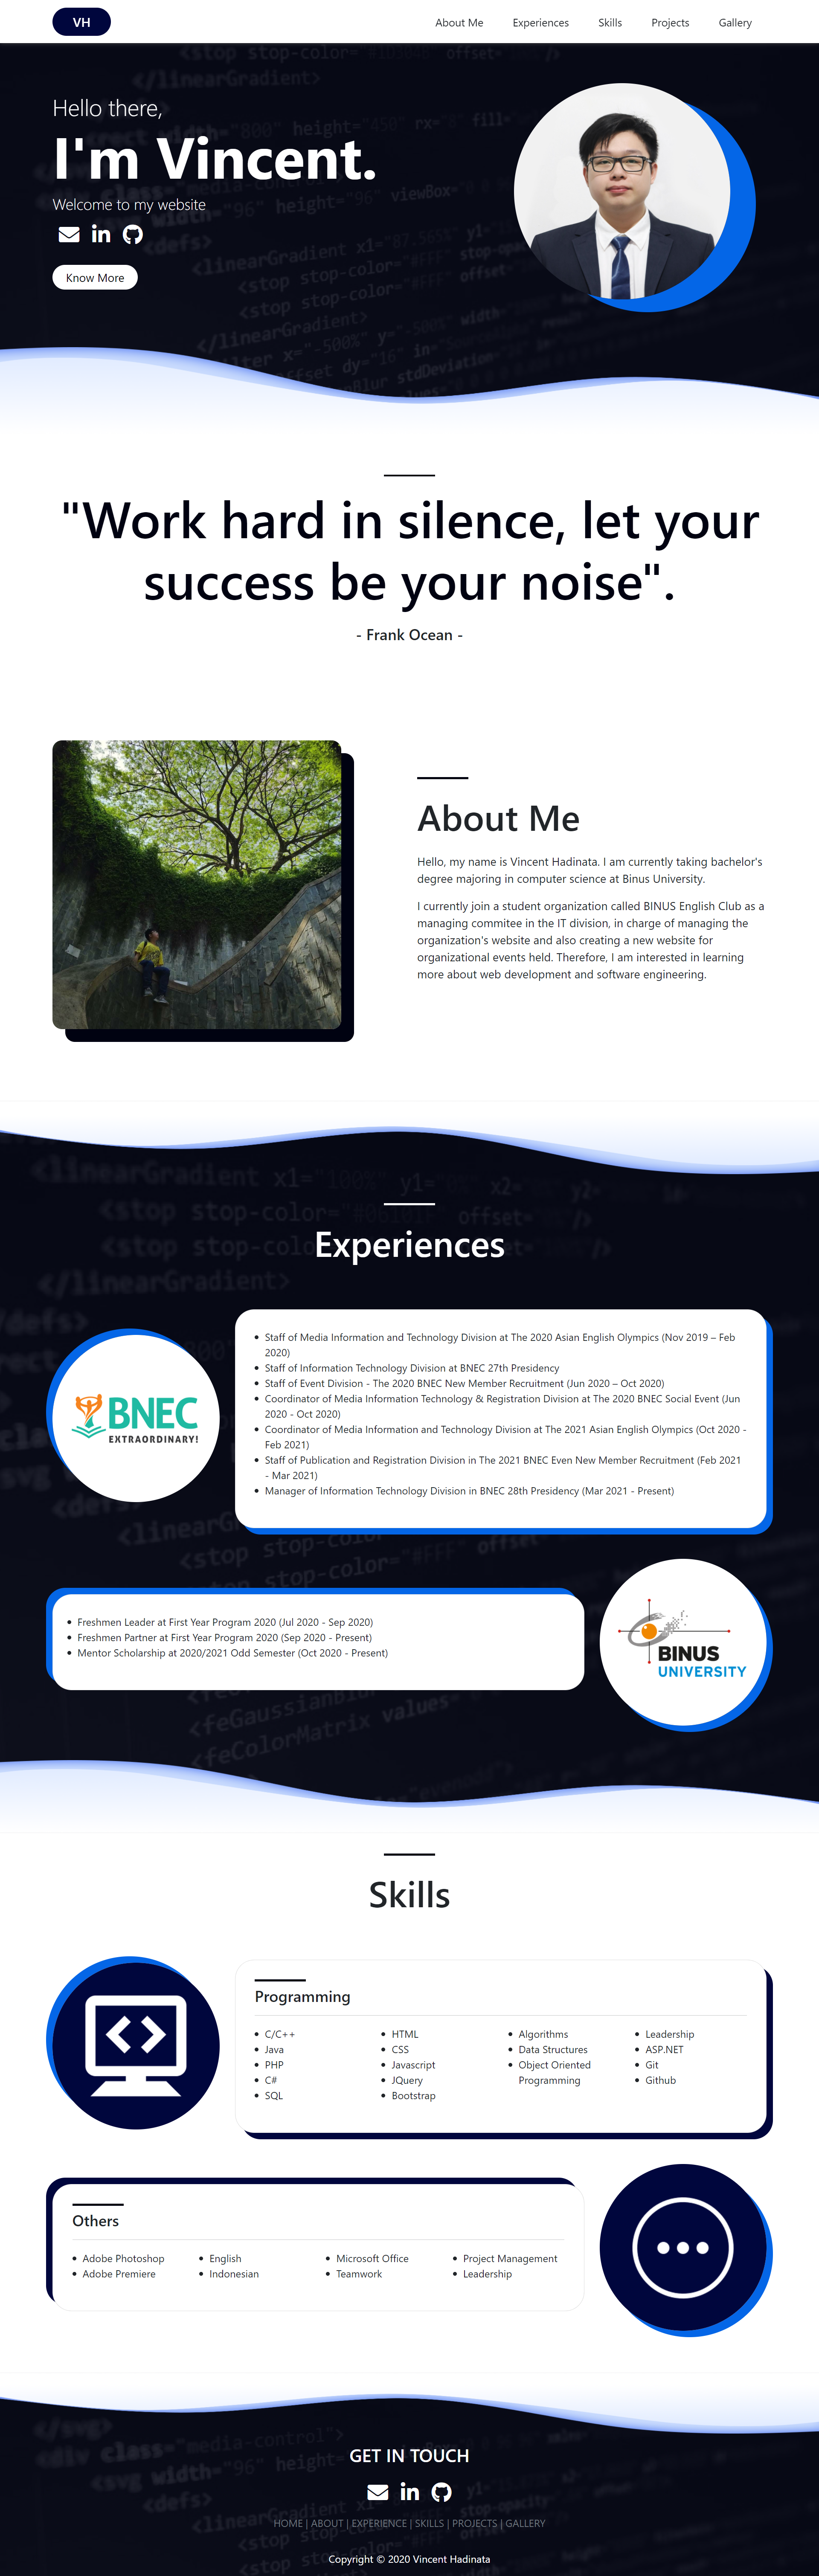 VH
About Me Experiences Skills Projects Gallery
Hello there,
I'm Vincent.
Welcome to my website
Know More
"Work hard in silence, let your
success be your noise".
- Frank Ocean -
About Me
Hello, my name is Vincent Hadinata. I am currently taking bachelor's
degree majoring in computer science at Binus University.
I currently join a student organization called BINUS English Club as a
managing commitee in the IT division, in charge of managing the
organization's website and also creating a new website for
organizational events held. Therefore, I am interested in learning
more about web development and software engineering.
Experiences
BNEC
EXTRAORDINARY!
Staff of Media Information and Technology Division at The 2020 Asian English Olympics (Nov 2019 – Feb
2020)
Staff of Information Technology Division at BNEC 27th Presidency
Staff of Event Division - The 2020 BNEC New Member Recruitment (Jun 2020 – Oct 2020)
Coordinator of Media Information Technology & Registration Division at The 2020 BNEC Social Event (Jun
2020 - Oct 2020)
Coordinator of Media Information and Technology Division at The 2021 Asian English Olympics (Oct 2020 -
Feb 2021)
Staff of Publication and Registration Division in The 2021 BNEC Even New Member Recruitment (Feb 2021
- Mar 2021)
Manager of Information Technology Division in BNEC 28th Presidency (Mar 2021 - Present)
Freshmen Leader at First Year Program 2020 (Jul 2020 - Sep 2020)
Freshmen Partner at First Year Program 2020 (Sep 2020 - Present)
Mentor Scholarship at 2020/2021 Odd Semester (Oct 2020 - Present)
BINUS
UNIVERSITY
Skills
Programming
C/C++
Java
PHP
C#
SQL
HTML
CSS
Javascript
JQuery
Bootstrap
Algorithms
Data Structures
Object Oriented
Programming
Leadership
ASP.NET
Git
Github
Others
Adobe Photoshop
Adobe Premiere
English
Indonesian
Microsoft Office
Teamwork
Project Management
Leadership
GET IN TOUCH
HOME | ABOUT | EXPERIENCE | SKILLS | PROJECTS | GALLERY
Copyright © 2020 Vincent Hadinata